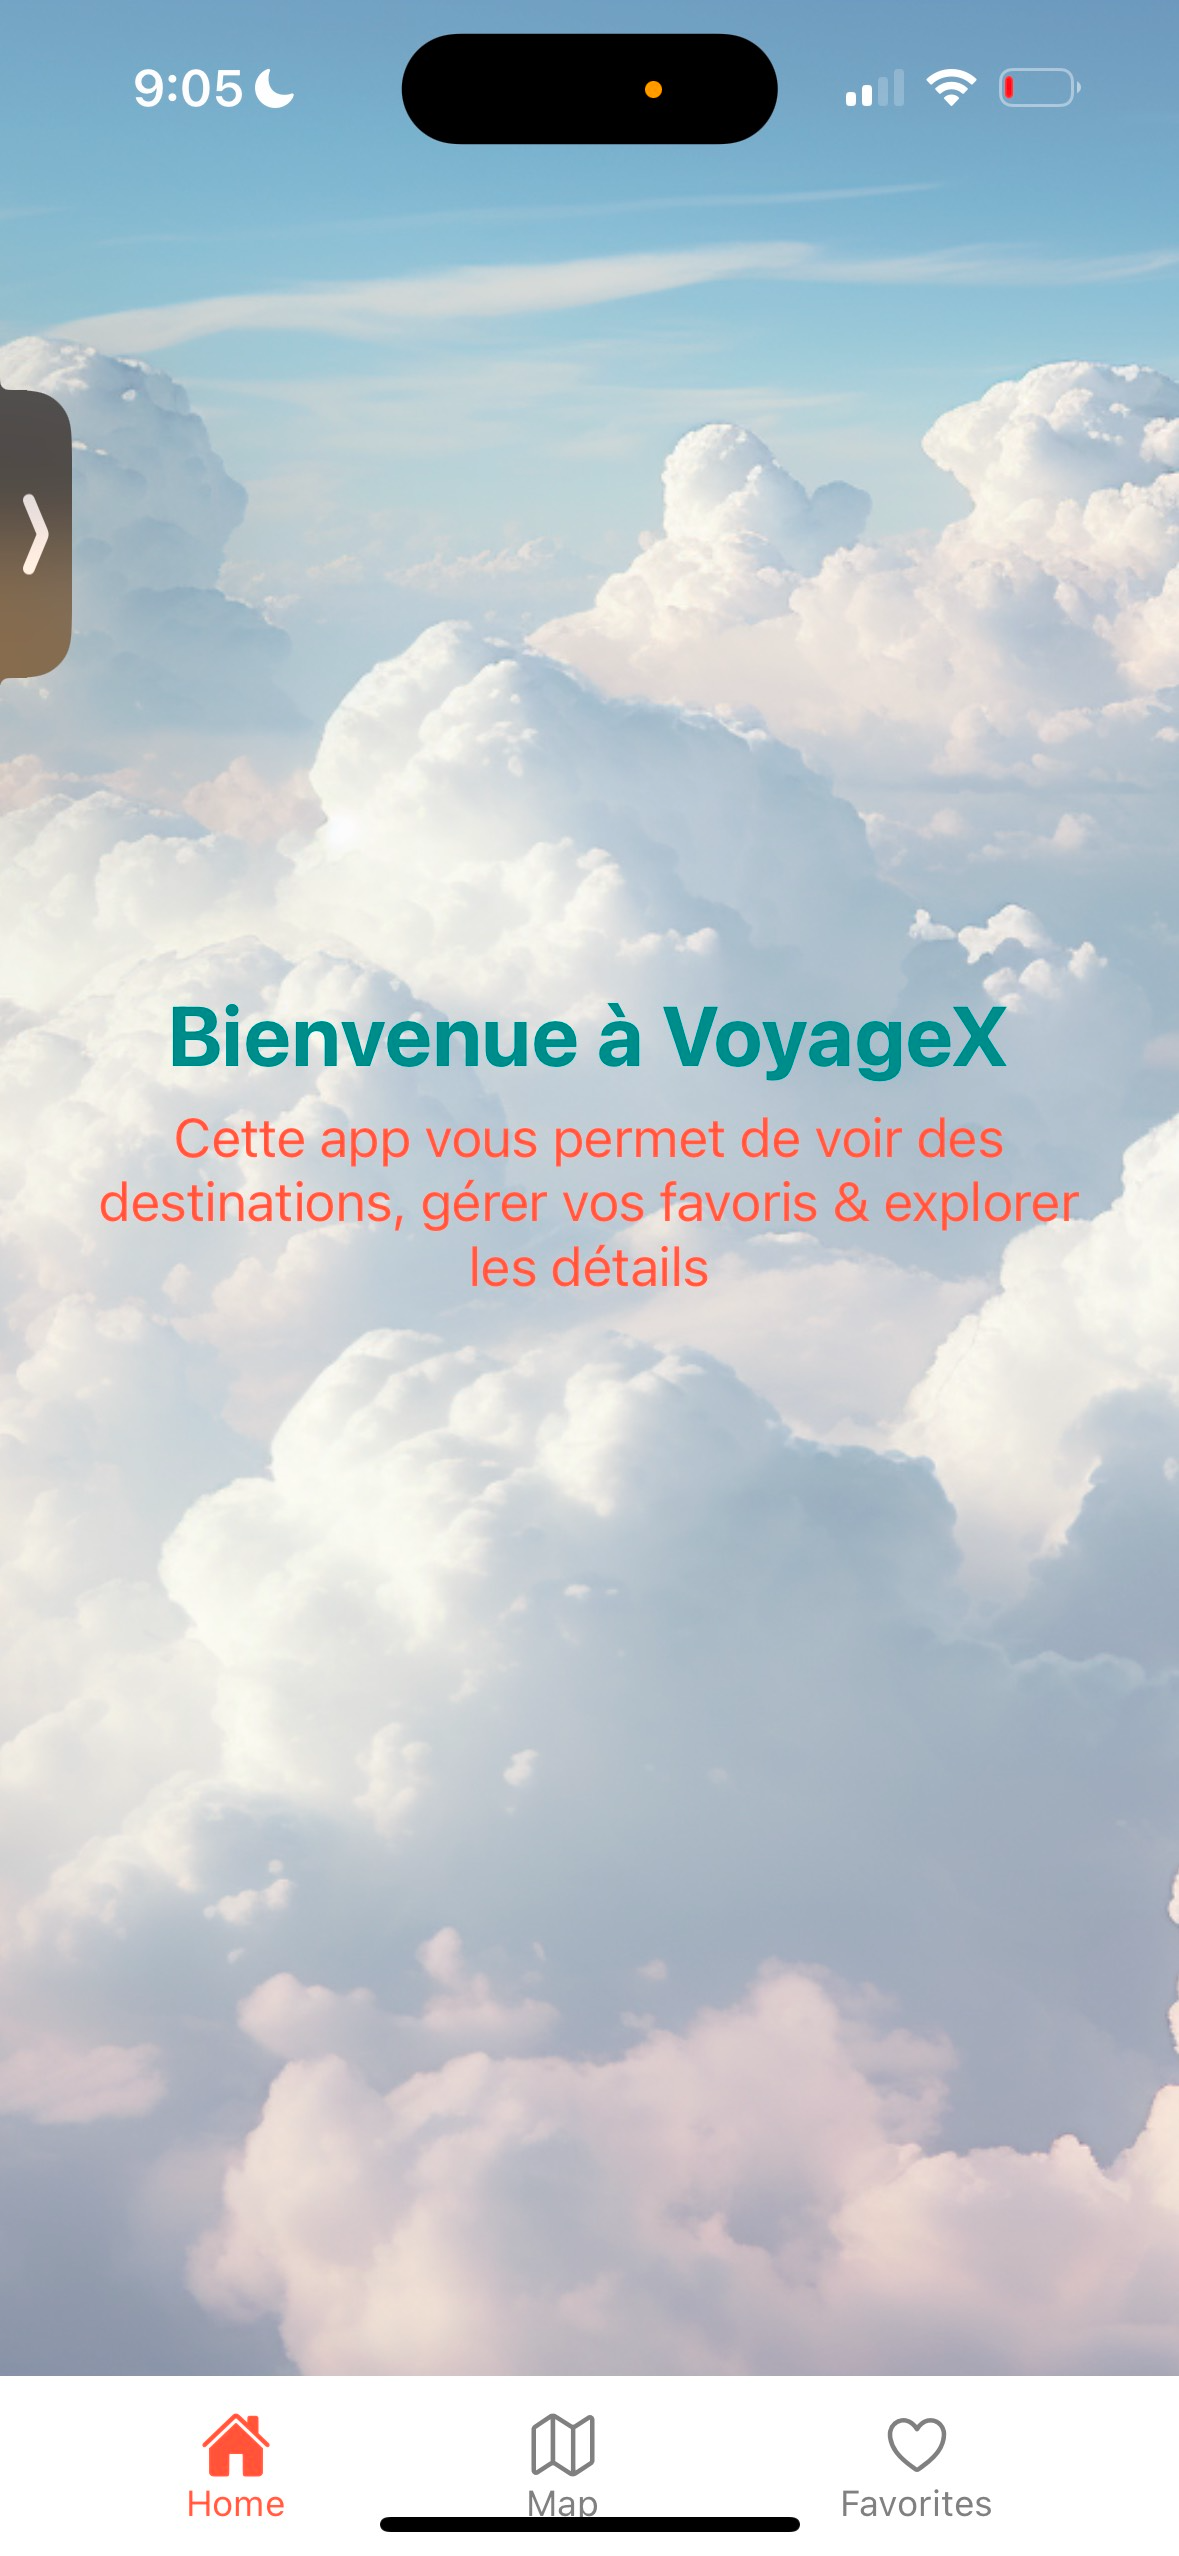 9:05
Bienvenue à VoyageX
Cette app vous permet de voir des
destinations, gérer vos favoris & explorer
les détails
Home Map Favorites